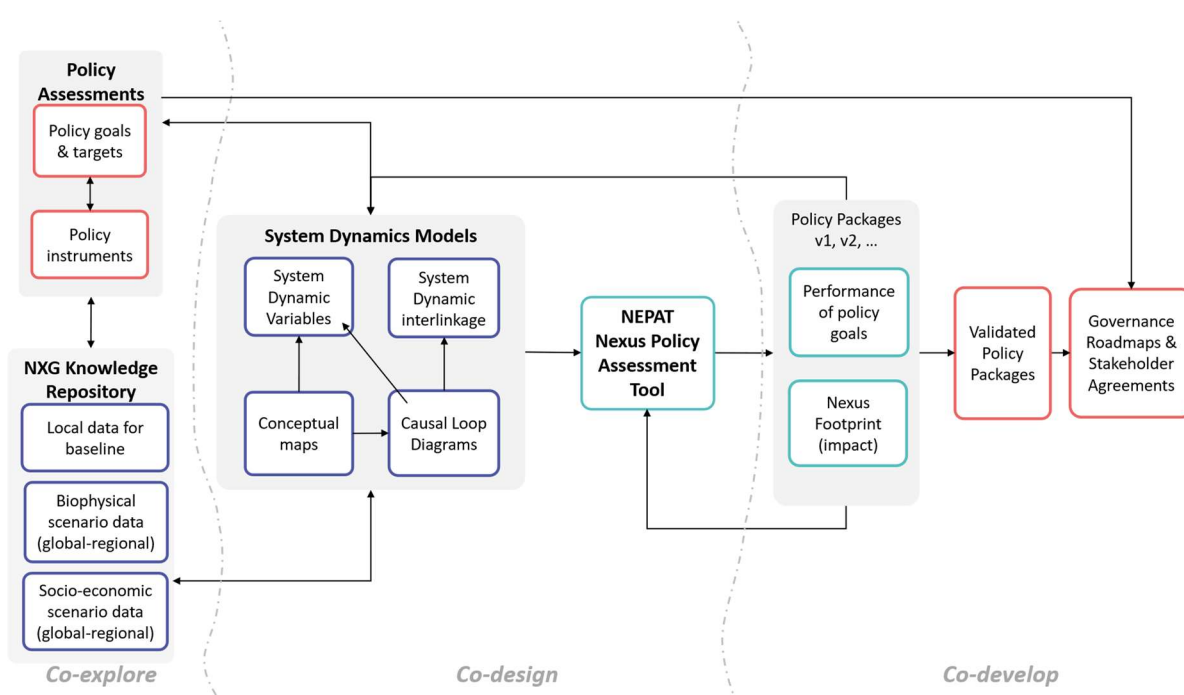 Policy
Assessments
Policy goals
& targets
Policy
instruments
NXG Knowledge
Repository
Local data for
baseline
Biophysical
scenario data
(global-regional)
Socio-economic
scenario data
(global-regional)
Co-explore
System Dynamics Models
System
Dynamic
Variables
System
Dynamic
interlinkage
Conceptual
maps
Causal Loop
Diagrams
NEPAT
Nexus Policy
Assessment
Tool
Co-design
Policy Packages
v1, v2, ...
Performance
of policy
goals
Nexus
Footprint
(impact)
Validated
Policy
Packages
Governance
Roadmaps &
Stakeholder
Agreements
Co-develop